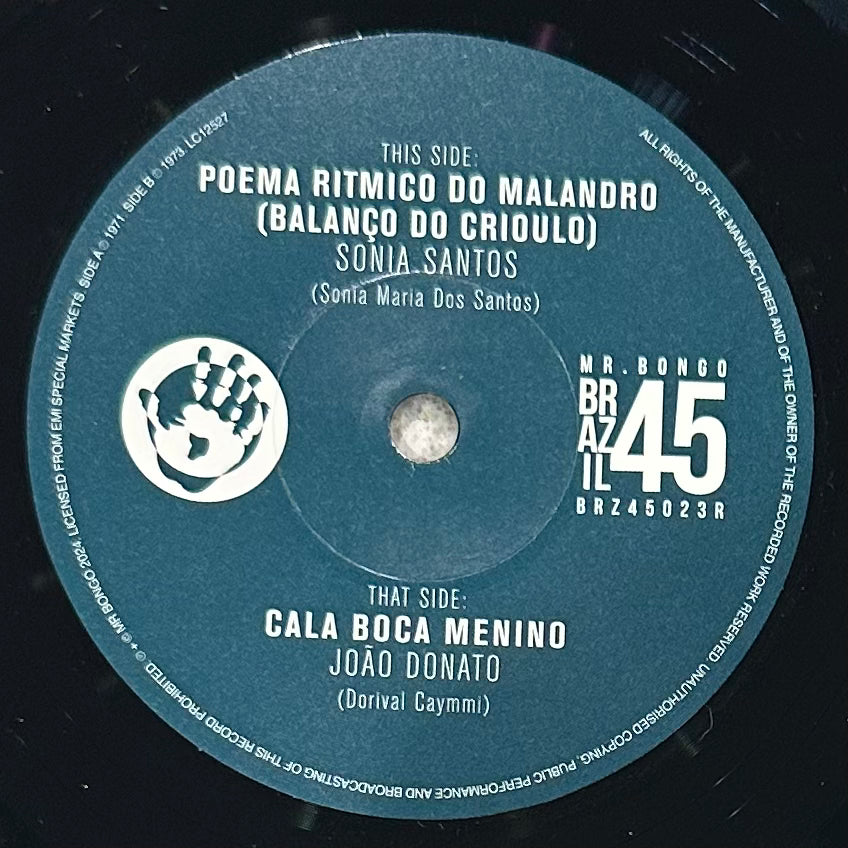 THIS SIDE:
POEMA RITMICO DO MALANDRO
(BALANÇO DO CRIOULO)
SONIA SANTOS
(Sonia Maria Dos Santos)
MR.BONGO
BRAZIL 45
BRZ45023R
THAT SIDE:
CALA BOCA MENINO
JOÃO DONATO
(Dorival Caymmi)
℗ + © MR BONGO 2024. LICENSED FROM EMI SPECIAL MARKETS. SIDE A ℗ 1971. SIDE B ℗ 1973. LC12527
ALL RIGHTS OF THE MANUFACTURER AND OF THE OWNER OF THE RECORDED WORK RESERVED. UNAUTHORISED COPYING, PUBLIC PERFORMANCE AND BROADCASTING OF THIS RECORD PROHIBITED.